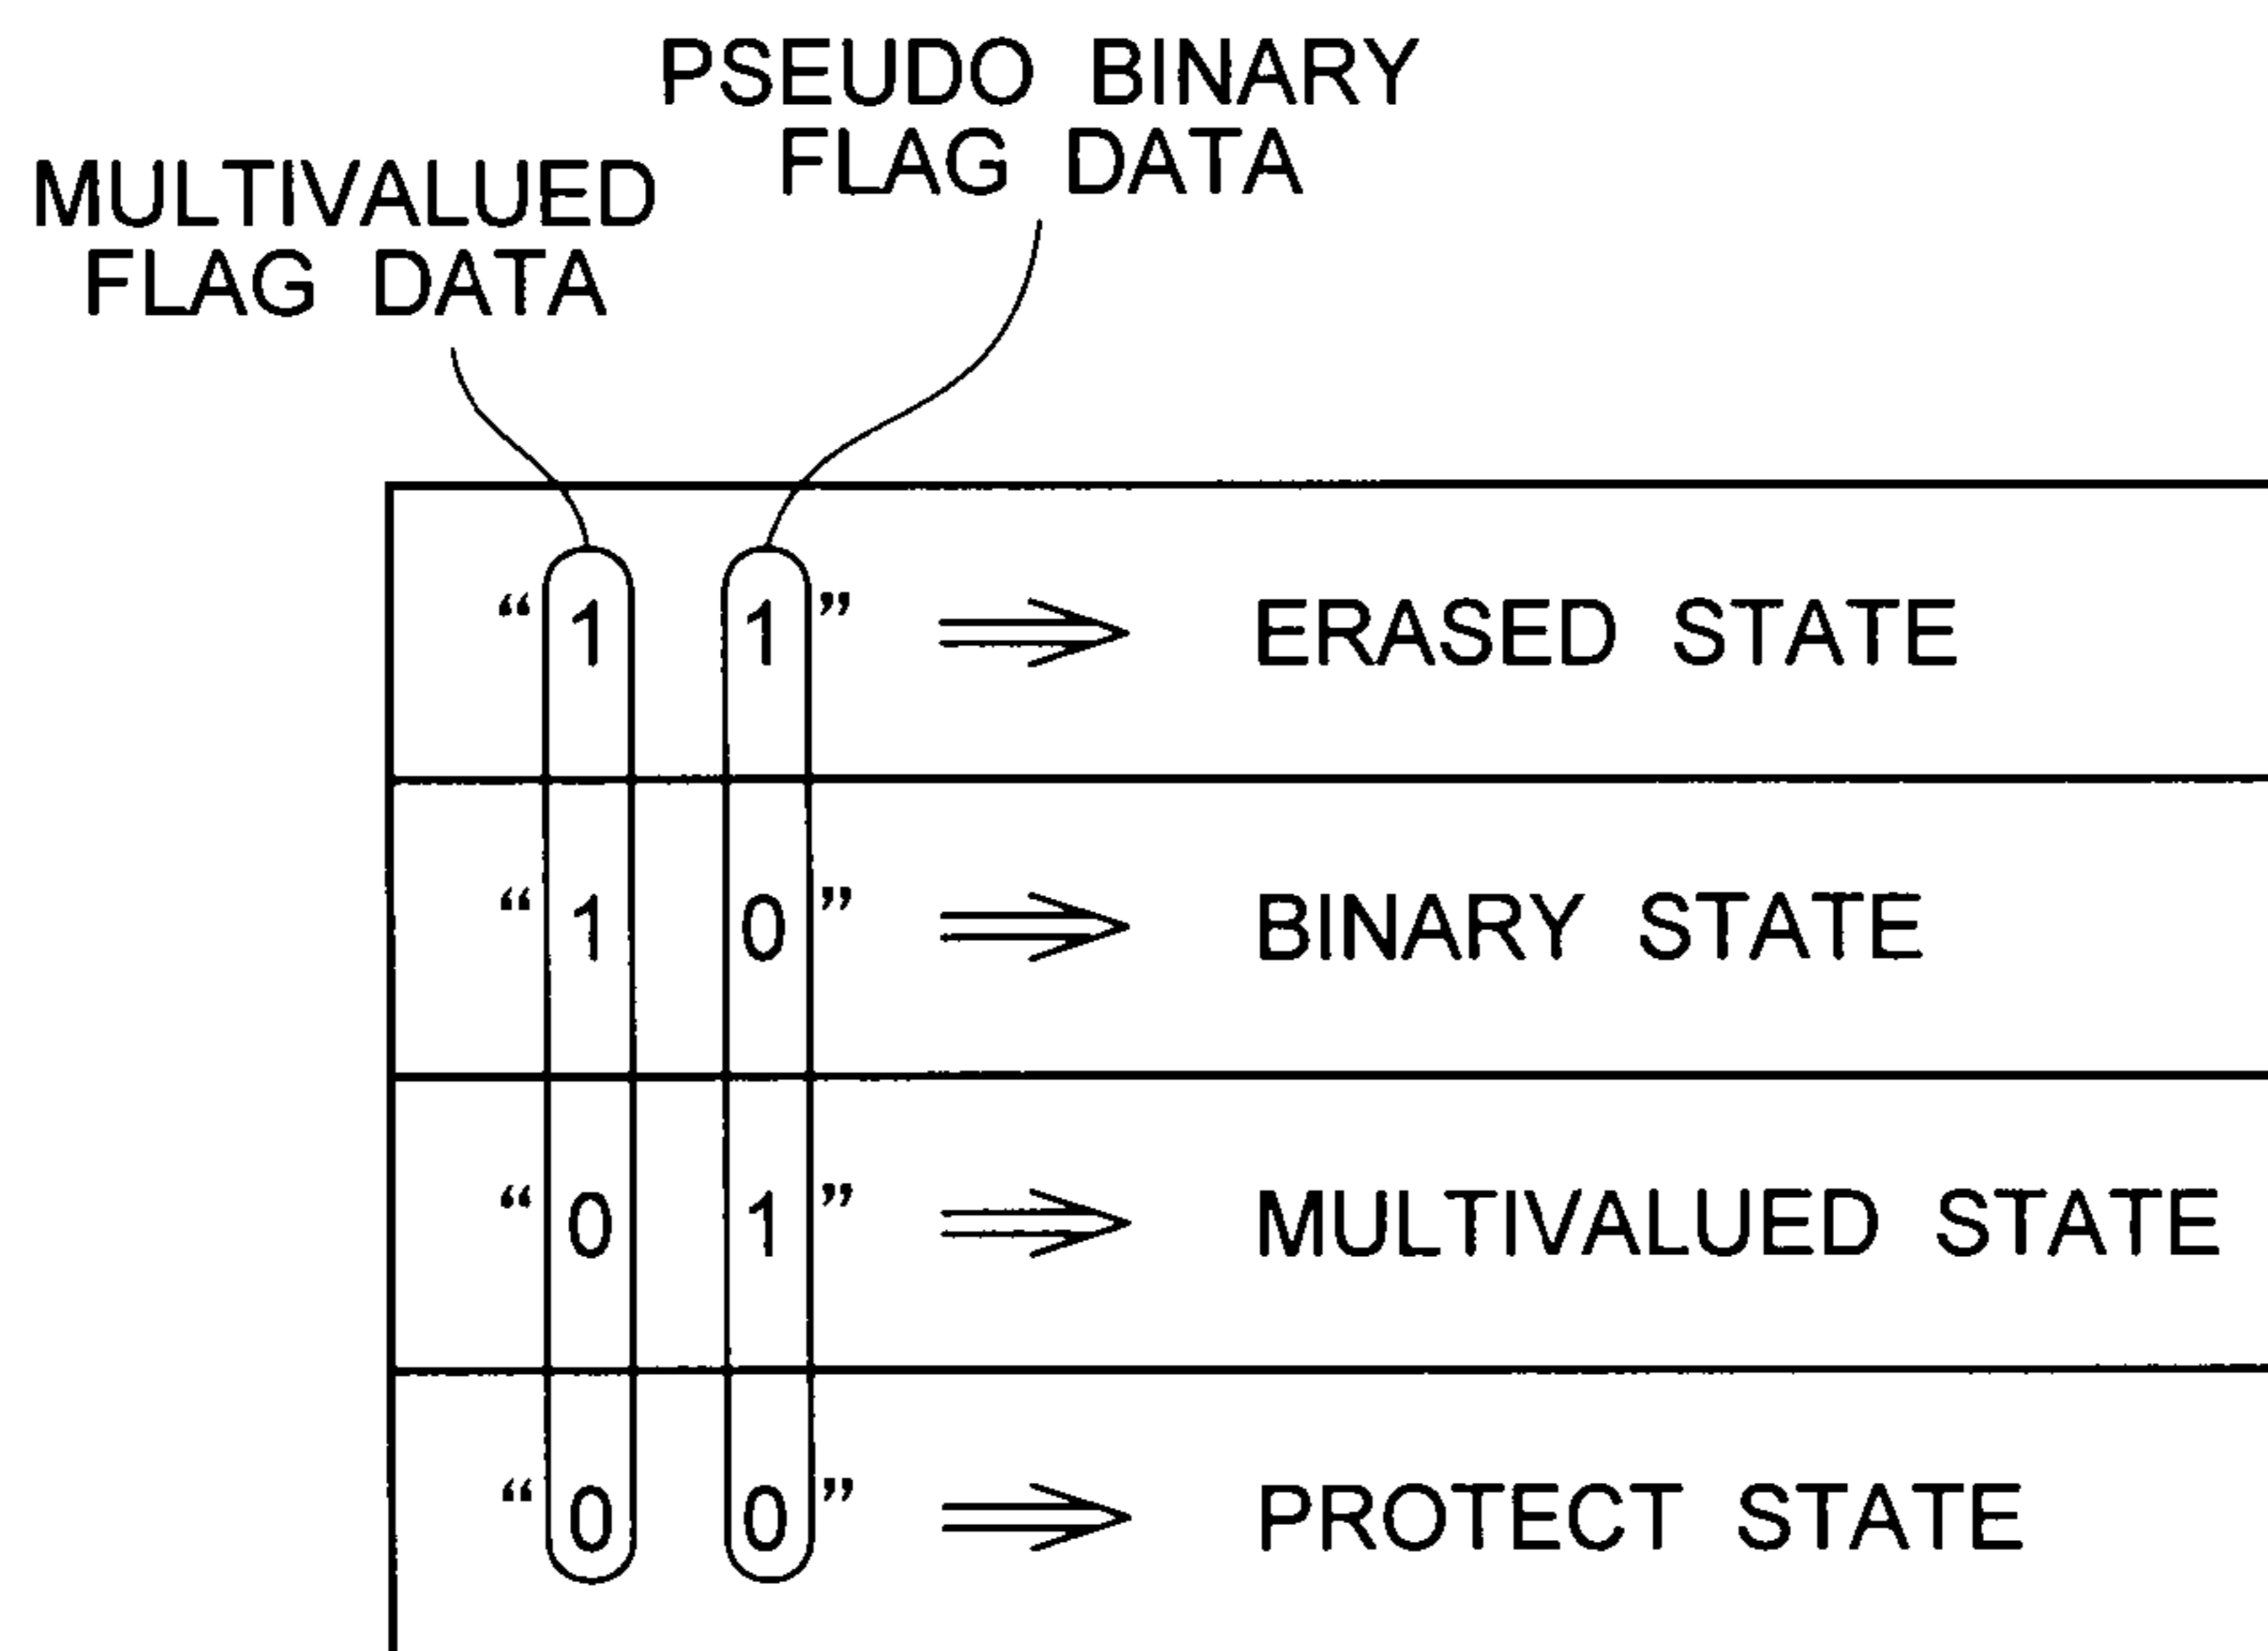 PSEUDO BINARY
FLAG DATA
MULTIVALUED
FLAG DATA
“1 1” ⇒ ERASED STATE
“1 0” ⇒ BINARY STATE
“0 1” ⇒ MULTIVALUED STATE
“0 0” ⇒ PROTECT STATE